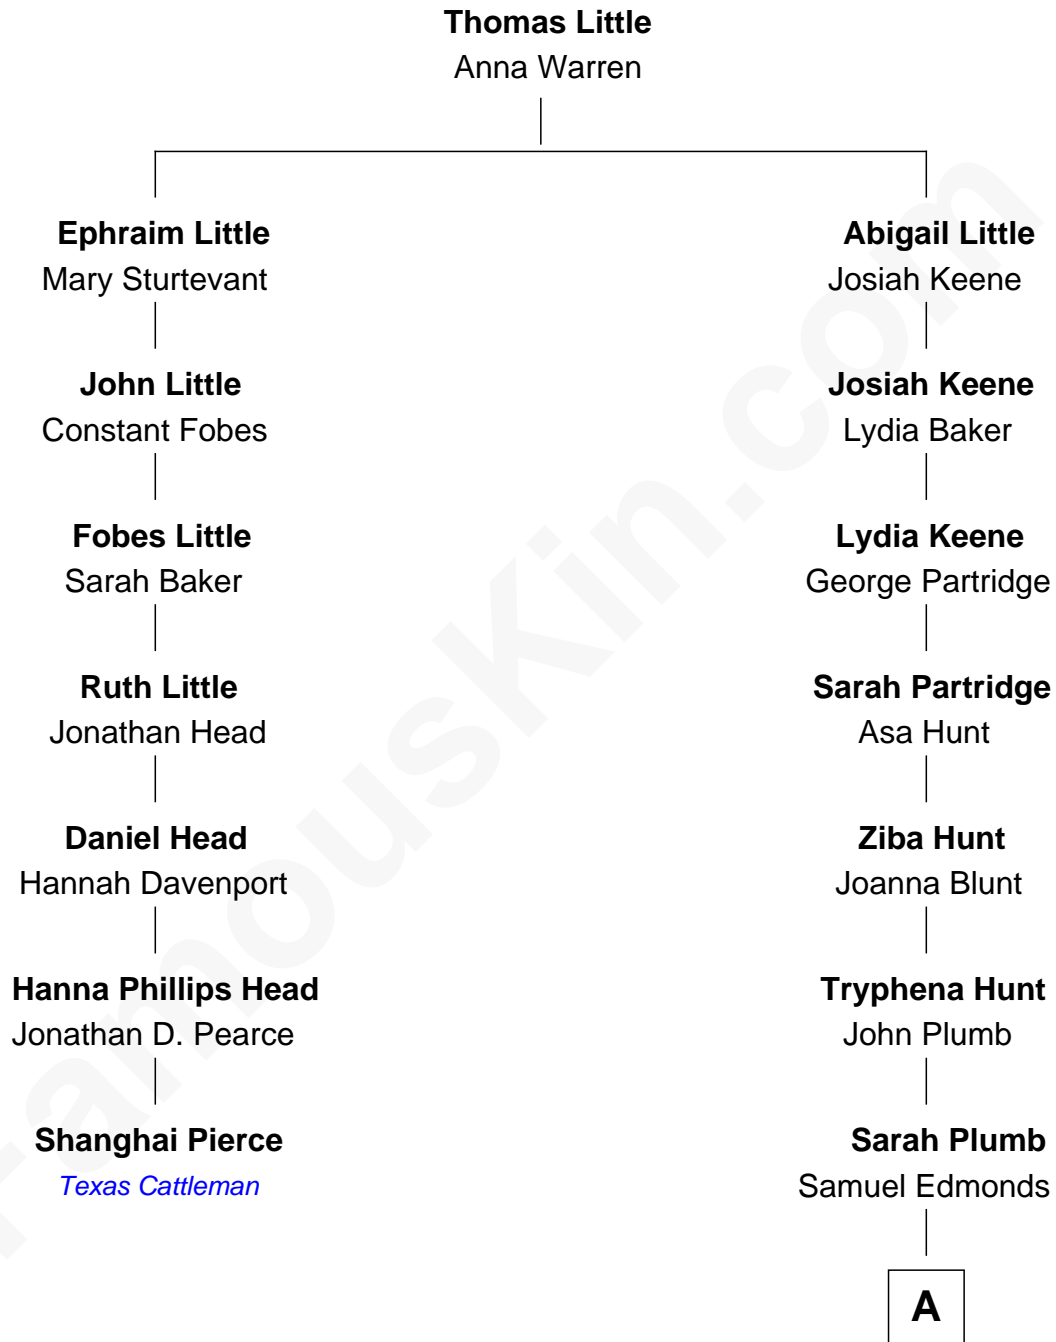 Thomas Little
Anna Warren
Ephraim Little
Mary Sturtevant
Abigail Little
Josiah Keene
John Little
Constant Fobes
Josiah Keene
Lydia Baker
Fobes Little
Sarah Baker
Lydia Keene
George Partridge
Ruth Little
Jonathan Head
Sarah Partridge
Asa Hunt
Daniel Head
Hannah Davenport
Ziba Hunt
Joanna Blunt
Hanna Phillips Head
Jonathan D. Pearce
Tryphena Hunt
John Plumb
Shanghai Pierce
Texas Cattleman
Sarah Plumb
Samuel Edmonds
A
FamousKin.com